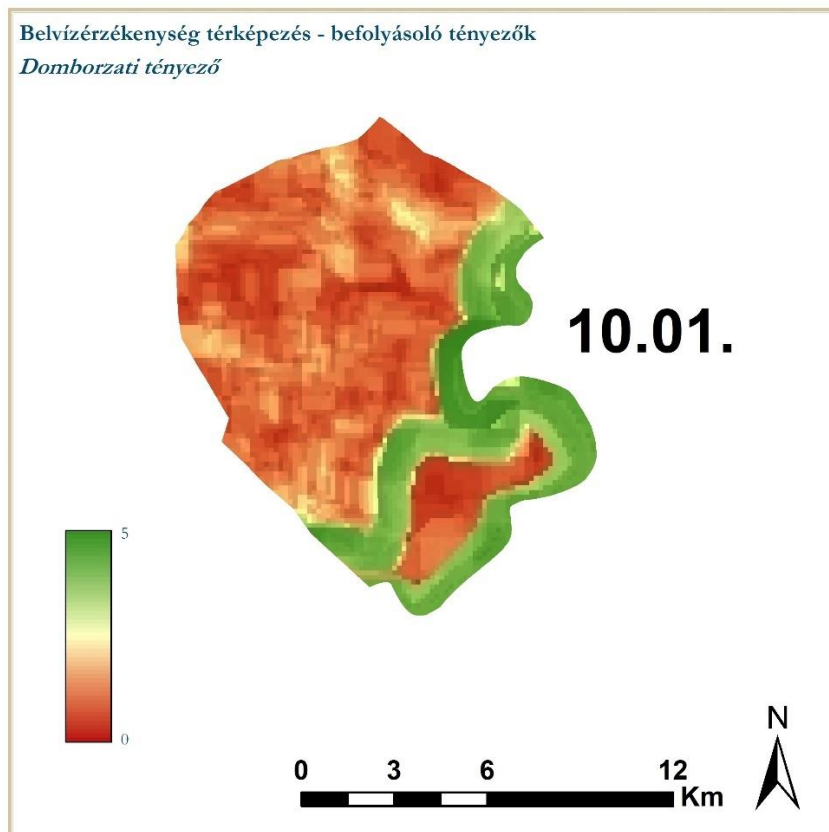 Belvízérzékenység térképezés - befolyásoló tényezők
Domborzati tényező
10.01.
5
0
N
0 3 6 12
Km